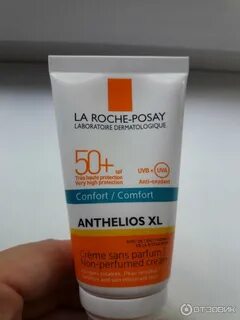 LA ROCHE-POSAY
LABORATOIRE DERMATOLOGIQUE
50+ spf
Très haute protection
Very high protection
UVB + UVA
Anti-oxydant
Confort / Comfort
ANTHELIOS XL
Crème sans parfum
Non-perfumed cream
ОТЗОВИК